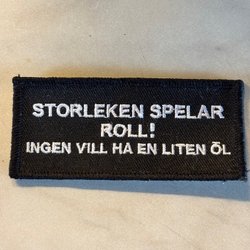 STORLEKEN SPELAR
ROLL!
INGEN VILL HA EN LITEN ÖL